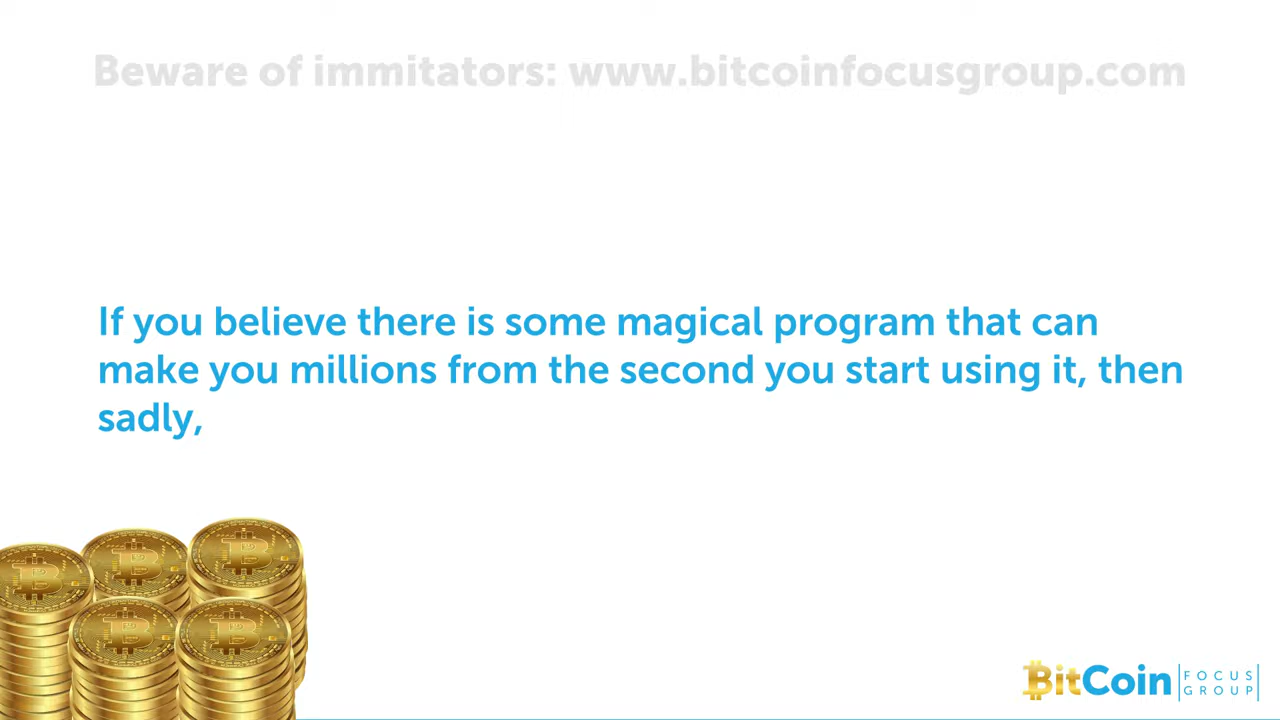 Beware of immitators: www.bitcoinfocusgroup.com
If you believe there is some magical program that can
make you millions from the second you start using it, then
sadly,
BitCoin
FOCUS
GROUP